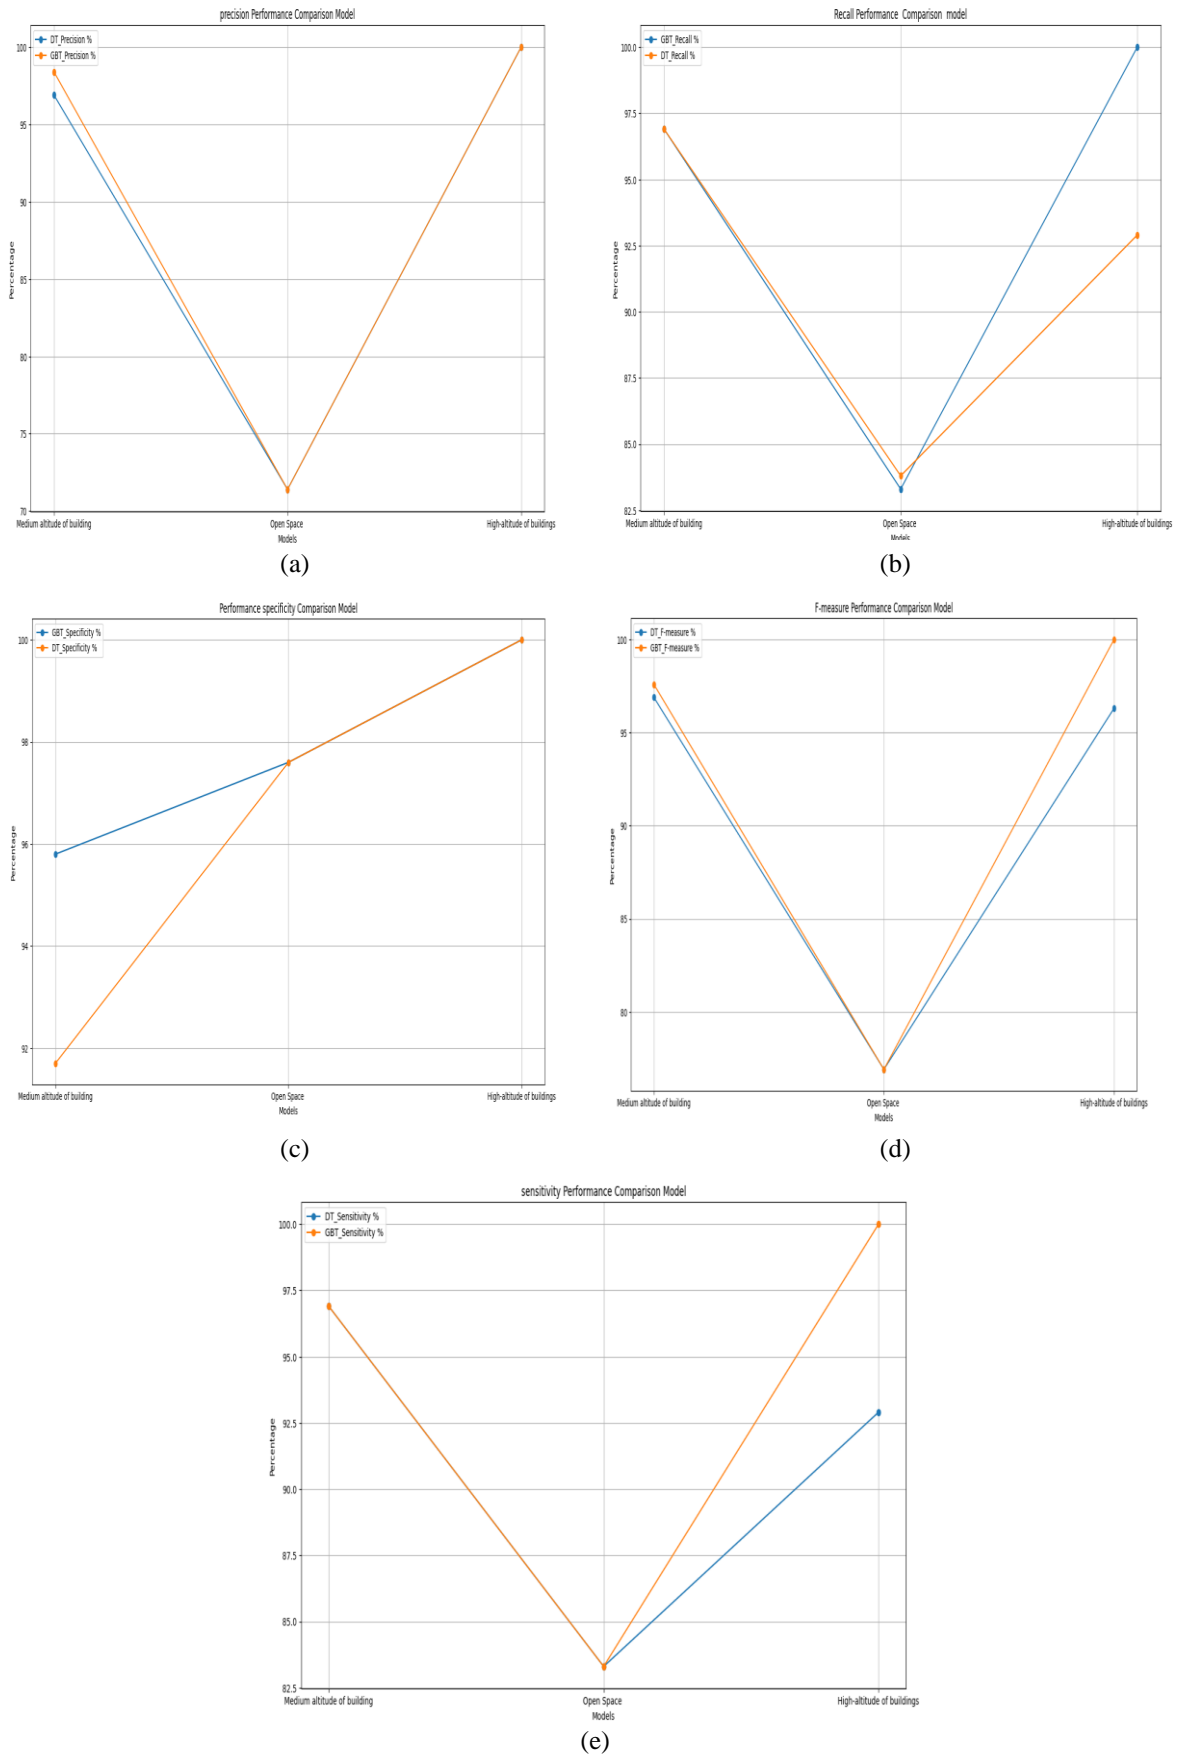 precision Performance Comparison Model
DT_Precision %
GBT_Precision %
100
95
90
85
80
75
70
Percentage
Medium altitude of building
Open Space
High-altitude of buildings
Models
(a)
Recall Performance Comparison model
GBT_Recall %
DT_Recall %
100.0
97.5
95.0
92.5
90.0
87.5
85.0
82.5
Percentage
Medium altitude of building
Open Space
High-altitude of buildings
Models
(b)
Performance specificity Comparison Model
GBT_Specificity %
DT_Specificity %
100
98
96
94
92
Percentage
Medium altitude of building
Open Space
High-altitude of buildings
Models
(c)
F-measure Performance Comparison Model
DT_F-measure %
GBT_F-measure %
100
95
90
85
80
Percentage
Medium altitude of building
Open Space
High-altitude of buildings
Models
(d)
sensitivity Performance Comparison Model
DT_Sensitivity %
GBT_Sensitivity %
100.0
97.5
95.0
92.5
90.0
87.5
85.0
82.5
Percentage
Medium altitude of building
Open Space
High-altitude of buildings
Models
(e)